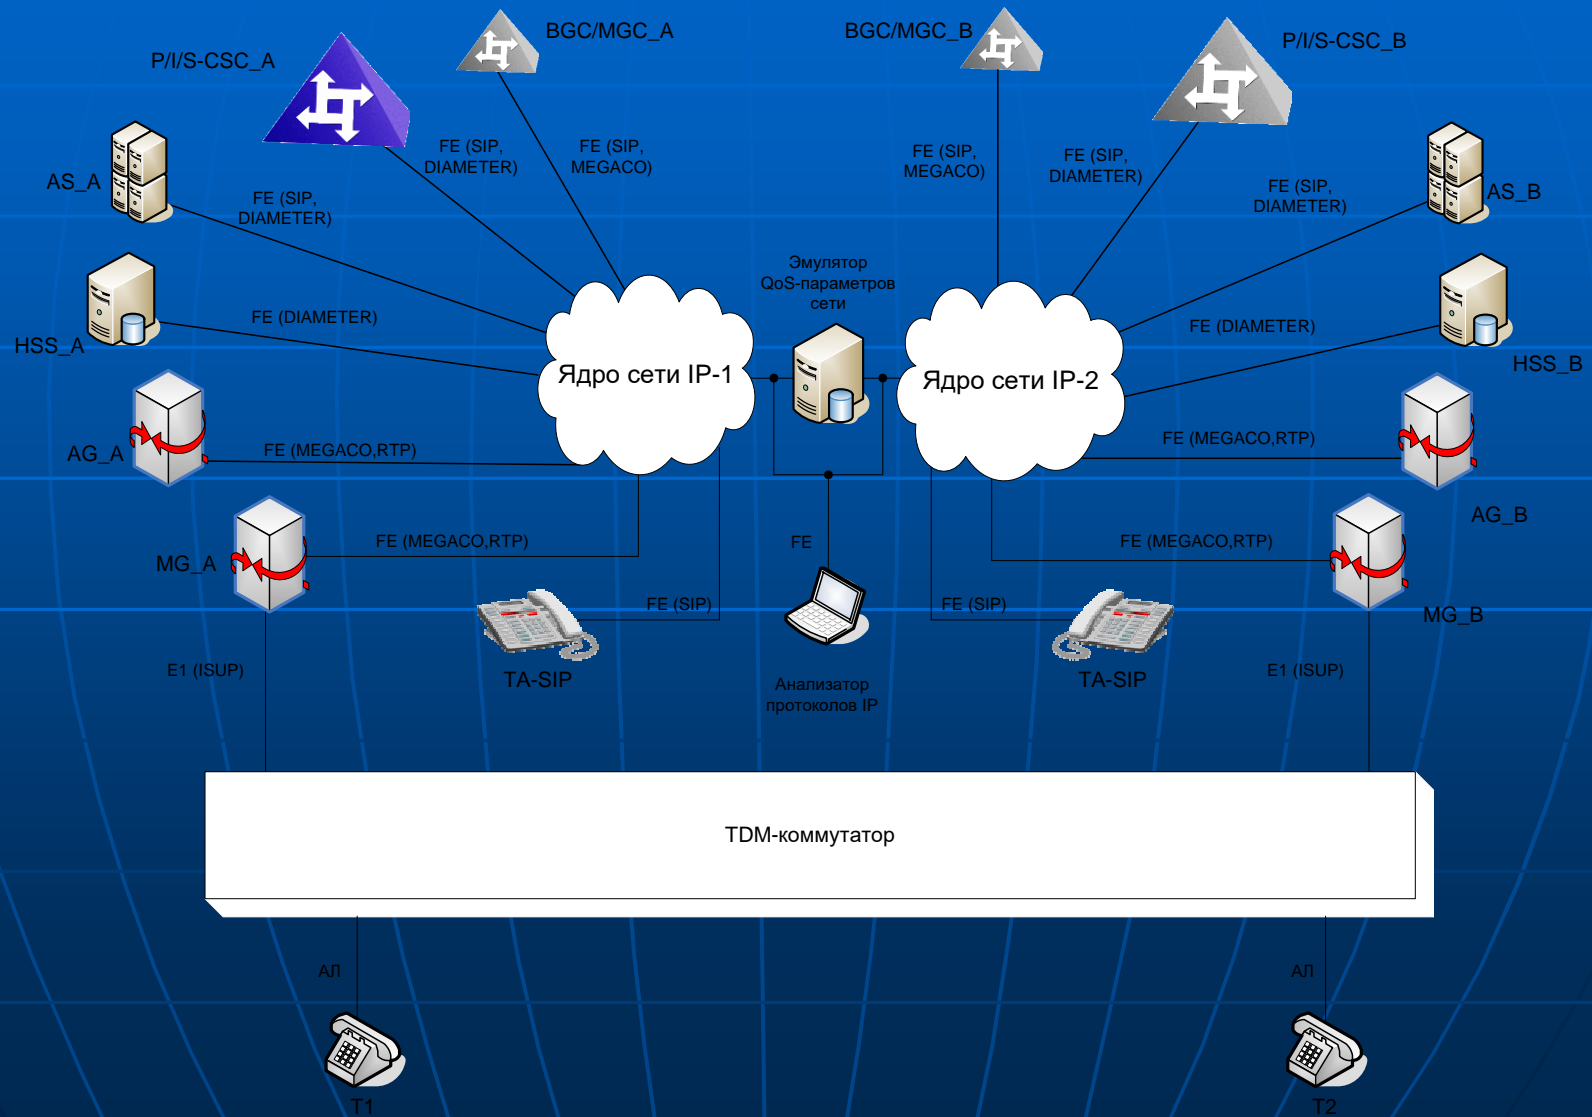 BGC/MGC_A
BGC/MGC_B
P/I/S-CSC_A
P/I/S-CSC_B
FE (SIP,
DIAMETER)
FE (SIP,
MEGACO)
FE (SIP,
MEGACO)
FE (SIP,
DIAMETER)
AS_A
FE (SIP,
DIAMETER)
FE (SIP,
DIAMETER)
AS_B
Эмулятор
QoS-параметров
сети
HSS_A
FE (DIAMETER)
FE (DIAMETER)
HSS_B
Ядро сети IP-1
Ядро сети IP-2
AG_A
FE (MEGACO,RTP)
FE (MEGACO,RTP)
AG_B
MG_A
FE (MEGACO,RTP)
FE
FE (MEGACO,RTP)
MG_B
FE (SIP)
FE (SIP)
E1 (ISUP)
TA-SIP
Анализатор
протоколов IP
TA-SIP
E1 (ISUP)
TDM-коммутатор
АЛ
АЛ
T1
T2